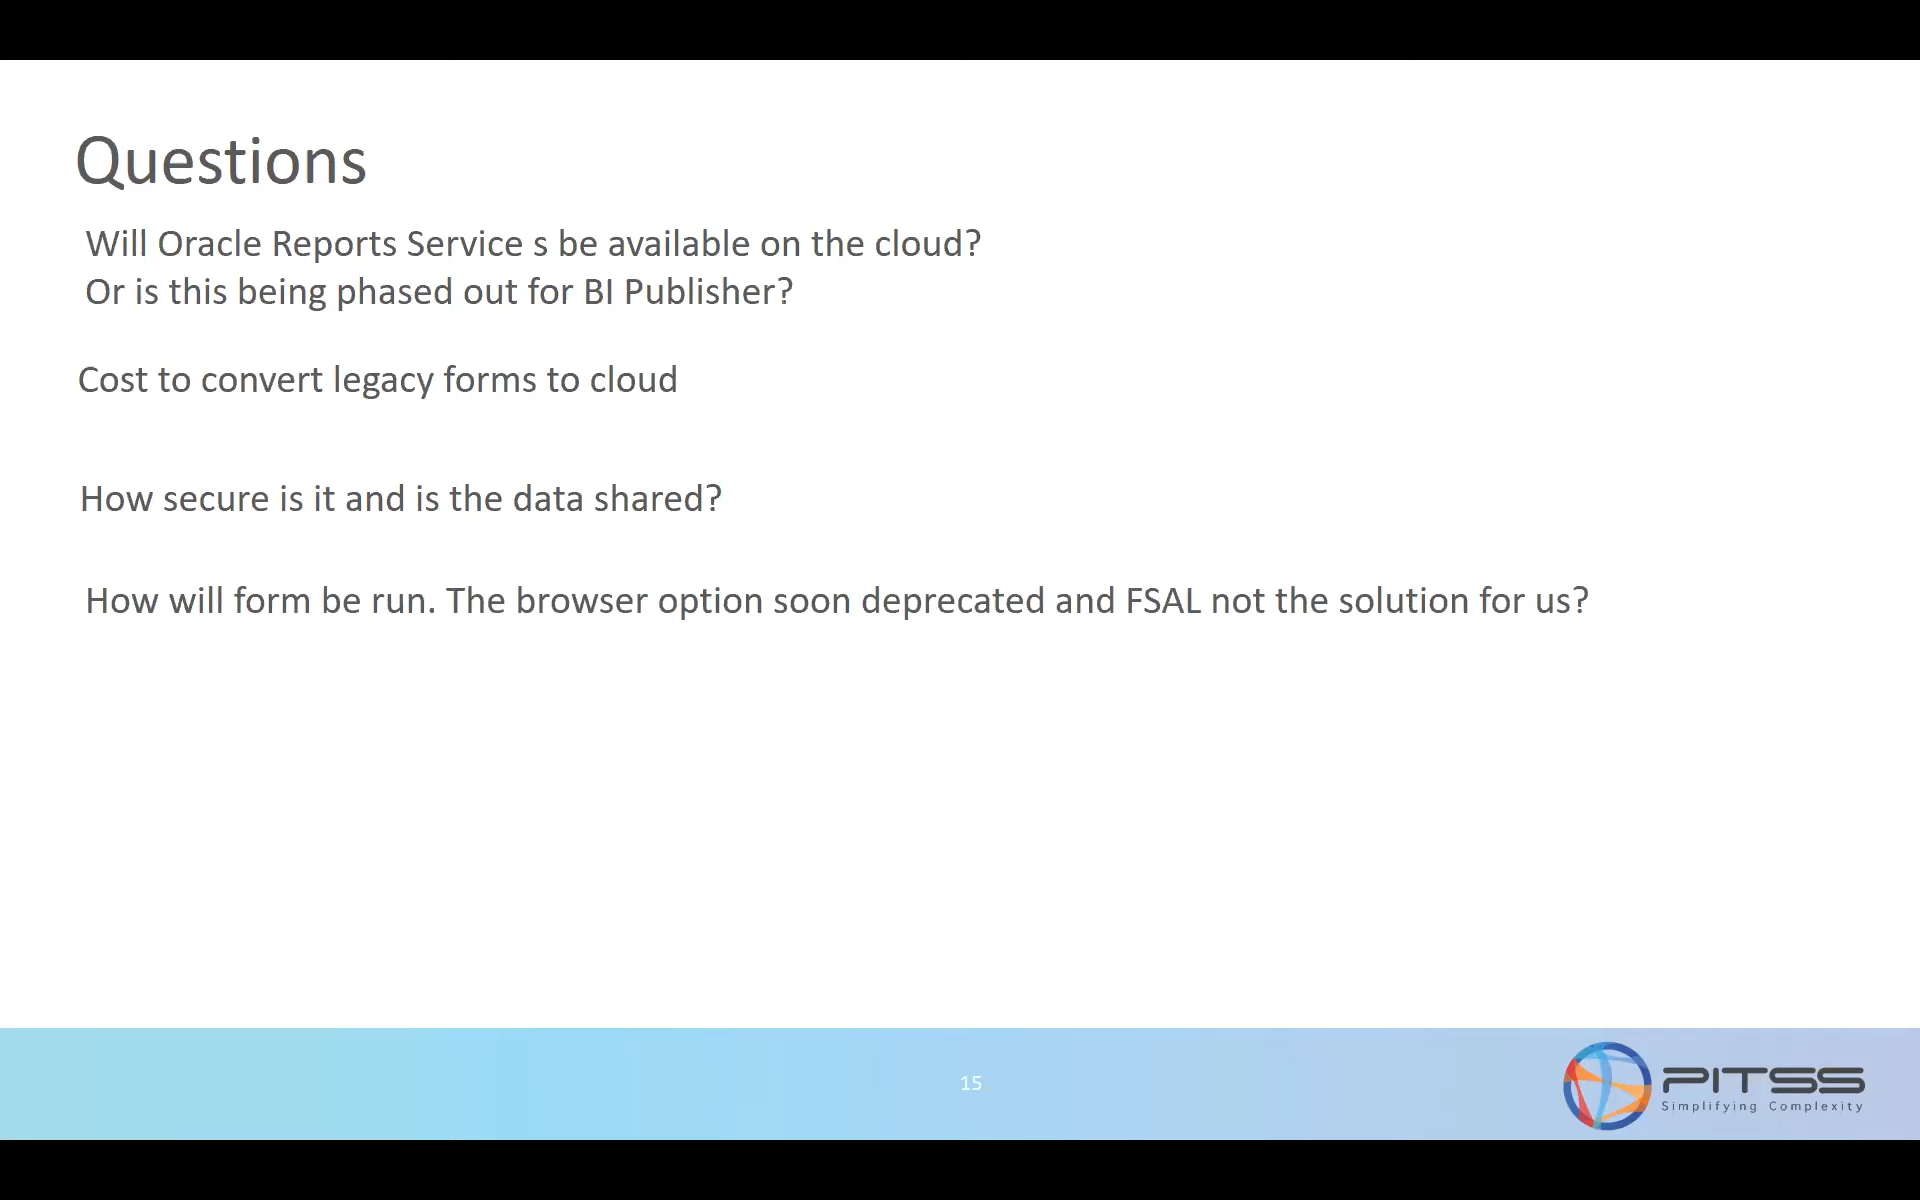 Questions
Will Oracle Reports Service s be available on the cloud?
Or is this being phased out for BI Publisher?
Cost to convert legacy forms to cloud
How secure is it and is the data shared?
How will form be run. The browser option soon deprecated and FSAL not the solution for us?
15
PITSS
Simplifying Complexity